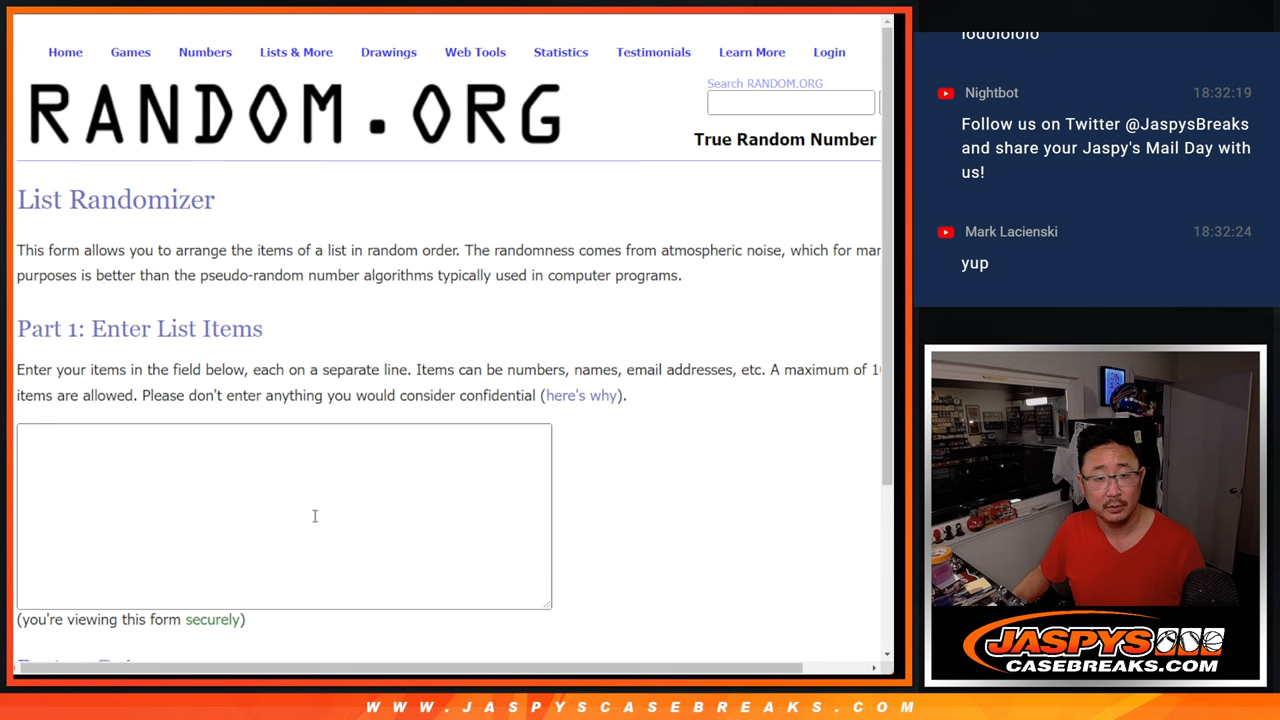 Home Games Numbers Lists & More Drawings Web Tools Statistics Testimonials Learn More Login
Search RANDOM.ORG
RANDOM.ORG
True Random Number
List Randomizer
This form allows you to arrange the items of a list in random order. The randomness comes from atmospheric noise, which for
purposes is better than the pseudo-random number algorithms typically used in computer programs.
Part 1: Enter List Items
Enter your items in the field below, each on a separate line. Items can be numbers, names, email addresses, etc. A maximum of
items are allowed. Please don't enter anything you would consider confidential (here's why).
(you're viewing this form securely)
Nightbot 18:32:19
Follow us on Twitter @JaspysBreaks
and share your Jaspy's Mail Day with
us!
Mark Lacienski 18:32:24
yup
JASPYS
CASEBREAKS.COM
WWW.JASPYSCASEBREAKS.COM